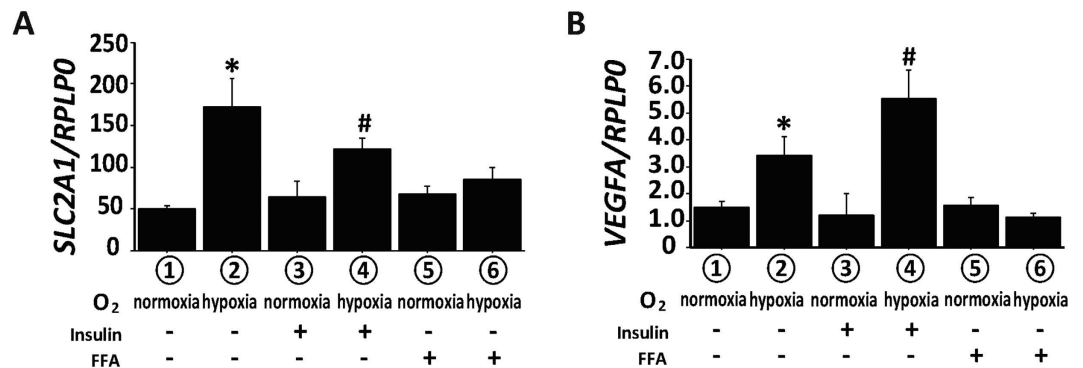 A
SLC2A1/RPLP0
250
200
150
100
50
0
*
#
① ② ③ ④ ⑤ ⑥
O₂ normoxia hypoxia normoxia hypoxia normoxia hypoxia
Insulin - - + + - -
FFA - - - - + +
B
VEGFA/RPLP0
7.0
6.0
5.0
4.0
3.0
2.0
1.0
0
*
#
① ② ③ ④ ⑤ ⑥
O₂ normoxia hypoxia normoxia hypoxia normoxia hypoxia
Insulin - - + + - -
FFA - - - - + +